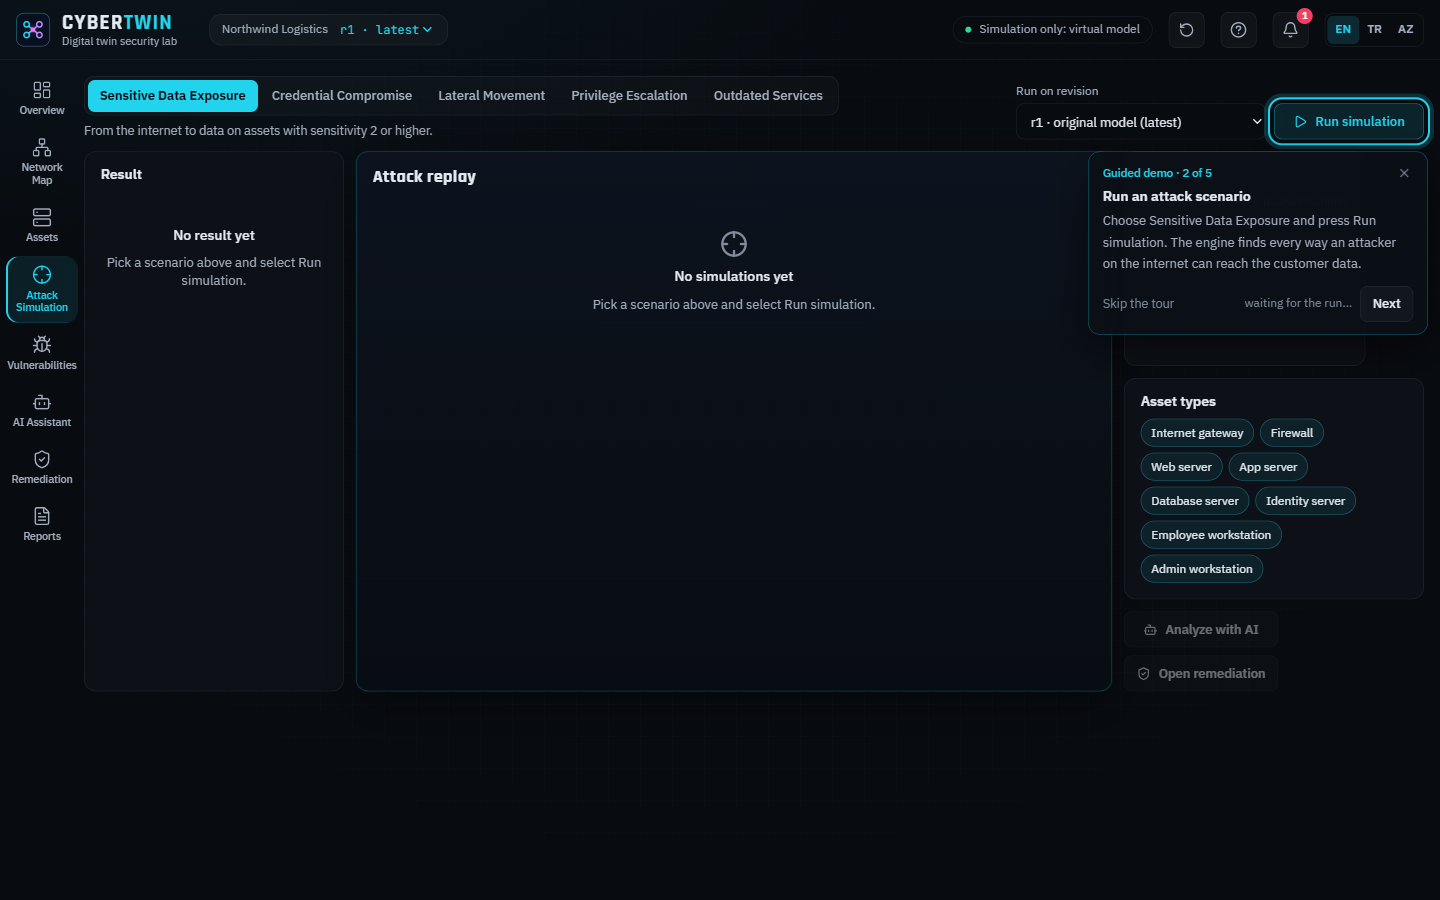 CYBERTWIN
Digital twin security lab
Northwind Logistics r1 · latest
Simulation only: virtual model
1
EN TR AZ
Overview
Network
Map
Assets
Attack
Simulation
Vulnerabilities
AI Assistant
Remediation
Reports
Sensitive Data Exposure Credential Compromise Lateral Movement Privilege Escalation Outdated Services
From the internet to data on assets with sensitivity 2 or higher.
Run on revision
r1 · original model (latest)
Run simulation
Result
No result yet
Pick a scenario above and select Run
simulation.
Attack replay
No simulations yet
Pick a scenario above and select Run simulation.
Guided demo · 2 of 5
Run an attack scenario
Choose Sensitive Data Exposure and press Run
simulation. The engine finds every way an attacker
on the internet can reach the customer data.
Skip the tour waiting for the run... Next
Asset types
Internet gateway Firewall
Web server App server
Database server Identity server
Employee workstation
Admin workstation
Analyze with AI
Open remediation